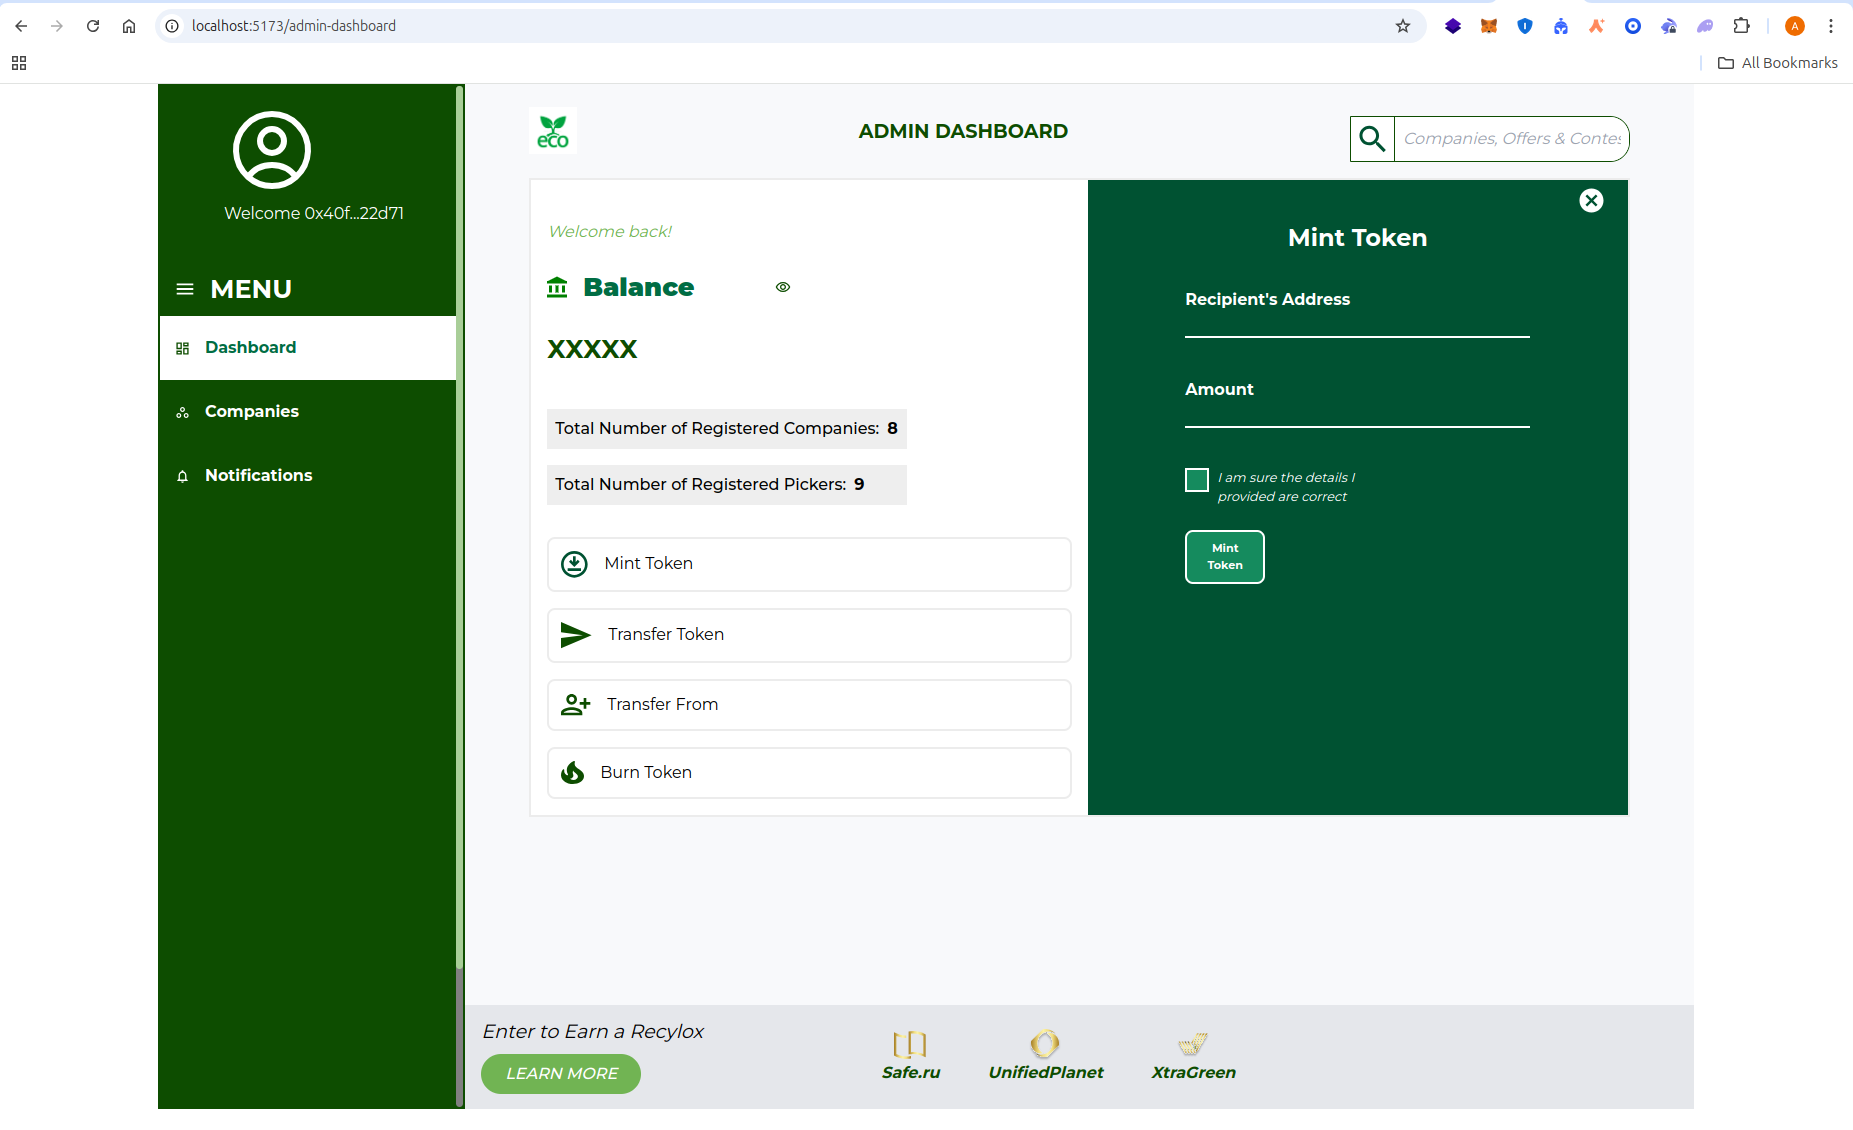 localhost:5173/admin-dashboard
A
All Bookmarks
Welcome 0x40f...22d71
MENU
Dashboard
Companies
Notifications
eco
ADMIN DASHBOARD
Companies, Offers & Contes
Welcome back!
Balance
XXXXX
Total Number of Registered Companies: 8
Total Number of Registered Pickers: 9
Mint Token
Transfer Token
Transfer From
Burn Token
Mint Token
Recipient's Address
Amount
I am sure the details I
provided are correct
Mint
Token
Enter to Earn a Recylox
LEARN MORE
Safe.ru
UnifiedPlanet
XtraGreen